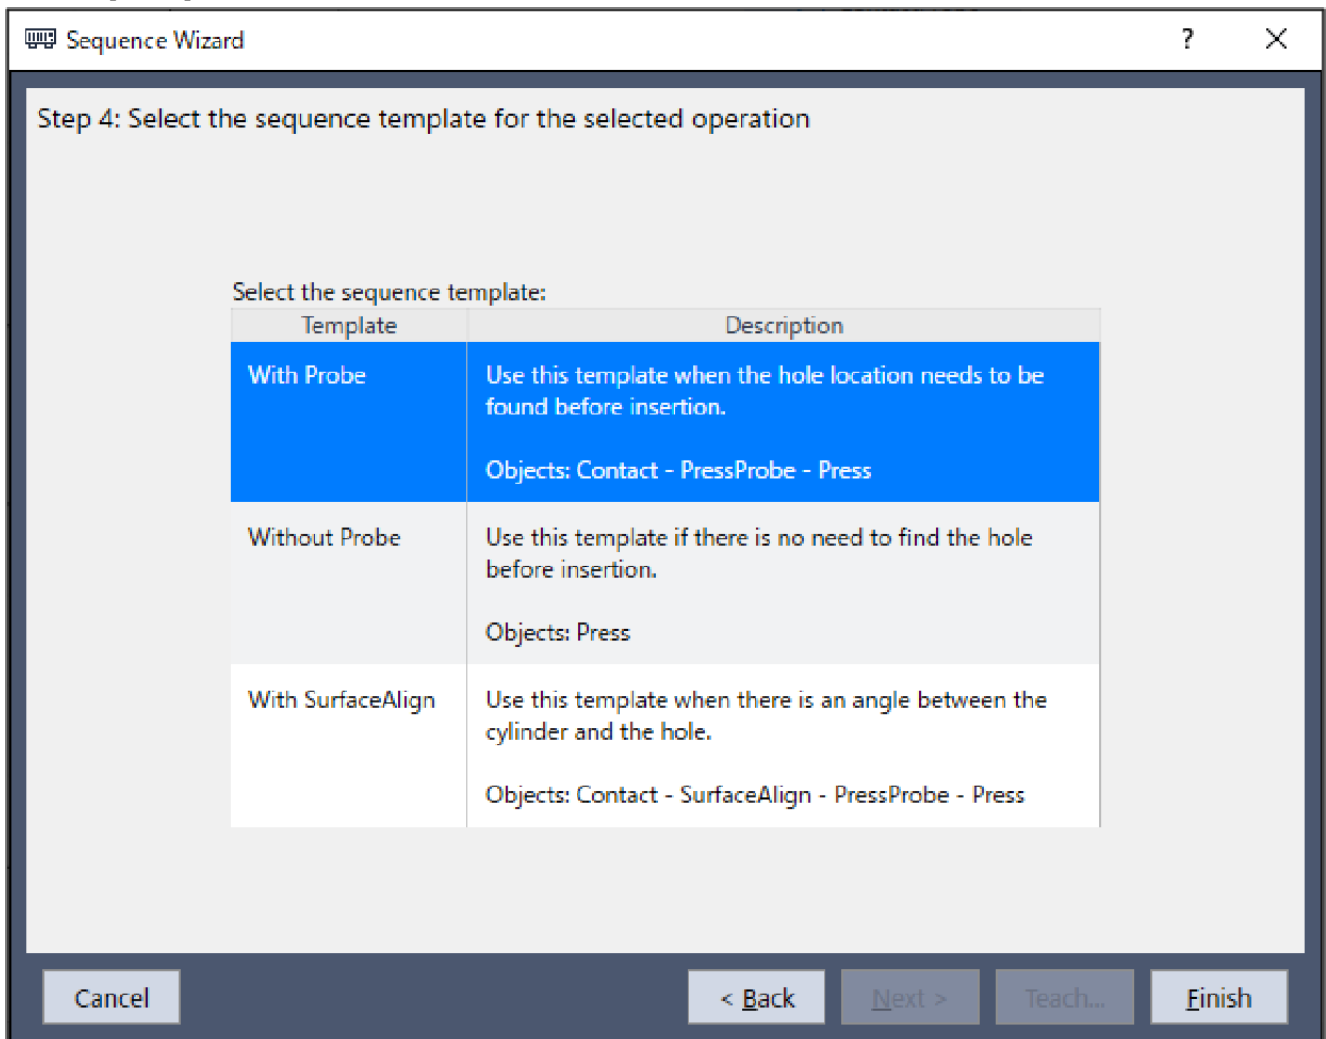 Sequence Wizard
?
Step 4: Select the sequence template for the selected operation
Select the sequence template:
Template
Description
With Probe
Use this template when the hole location needs to be
found before insertion.
Objects: Contact - PressProbe - Press
Without Probe
Use this template if there is no need to find the hole
before insertion.
Objects: Press
With SurfaceAlign
Use this template when there is an angle between the
cylinder and the hole.
Objects: Contact - SurfaceAlign - PressProbe - Press
Cancel
< Back
Next >
Teach...
Finish